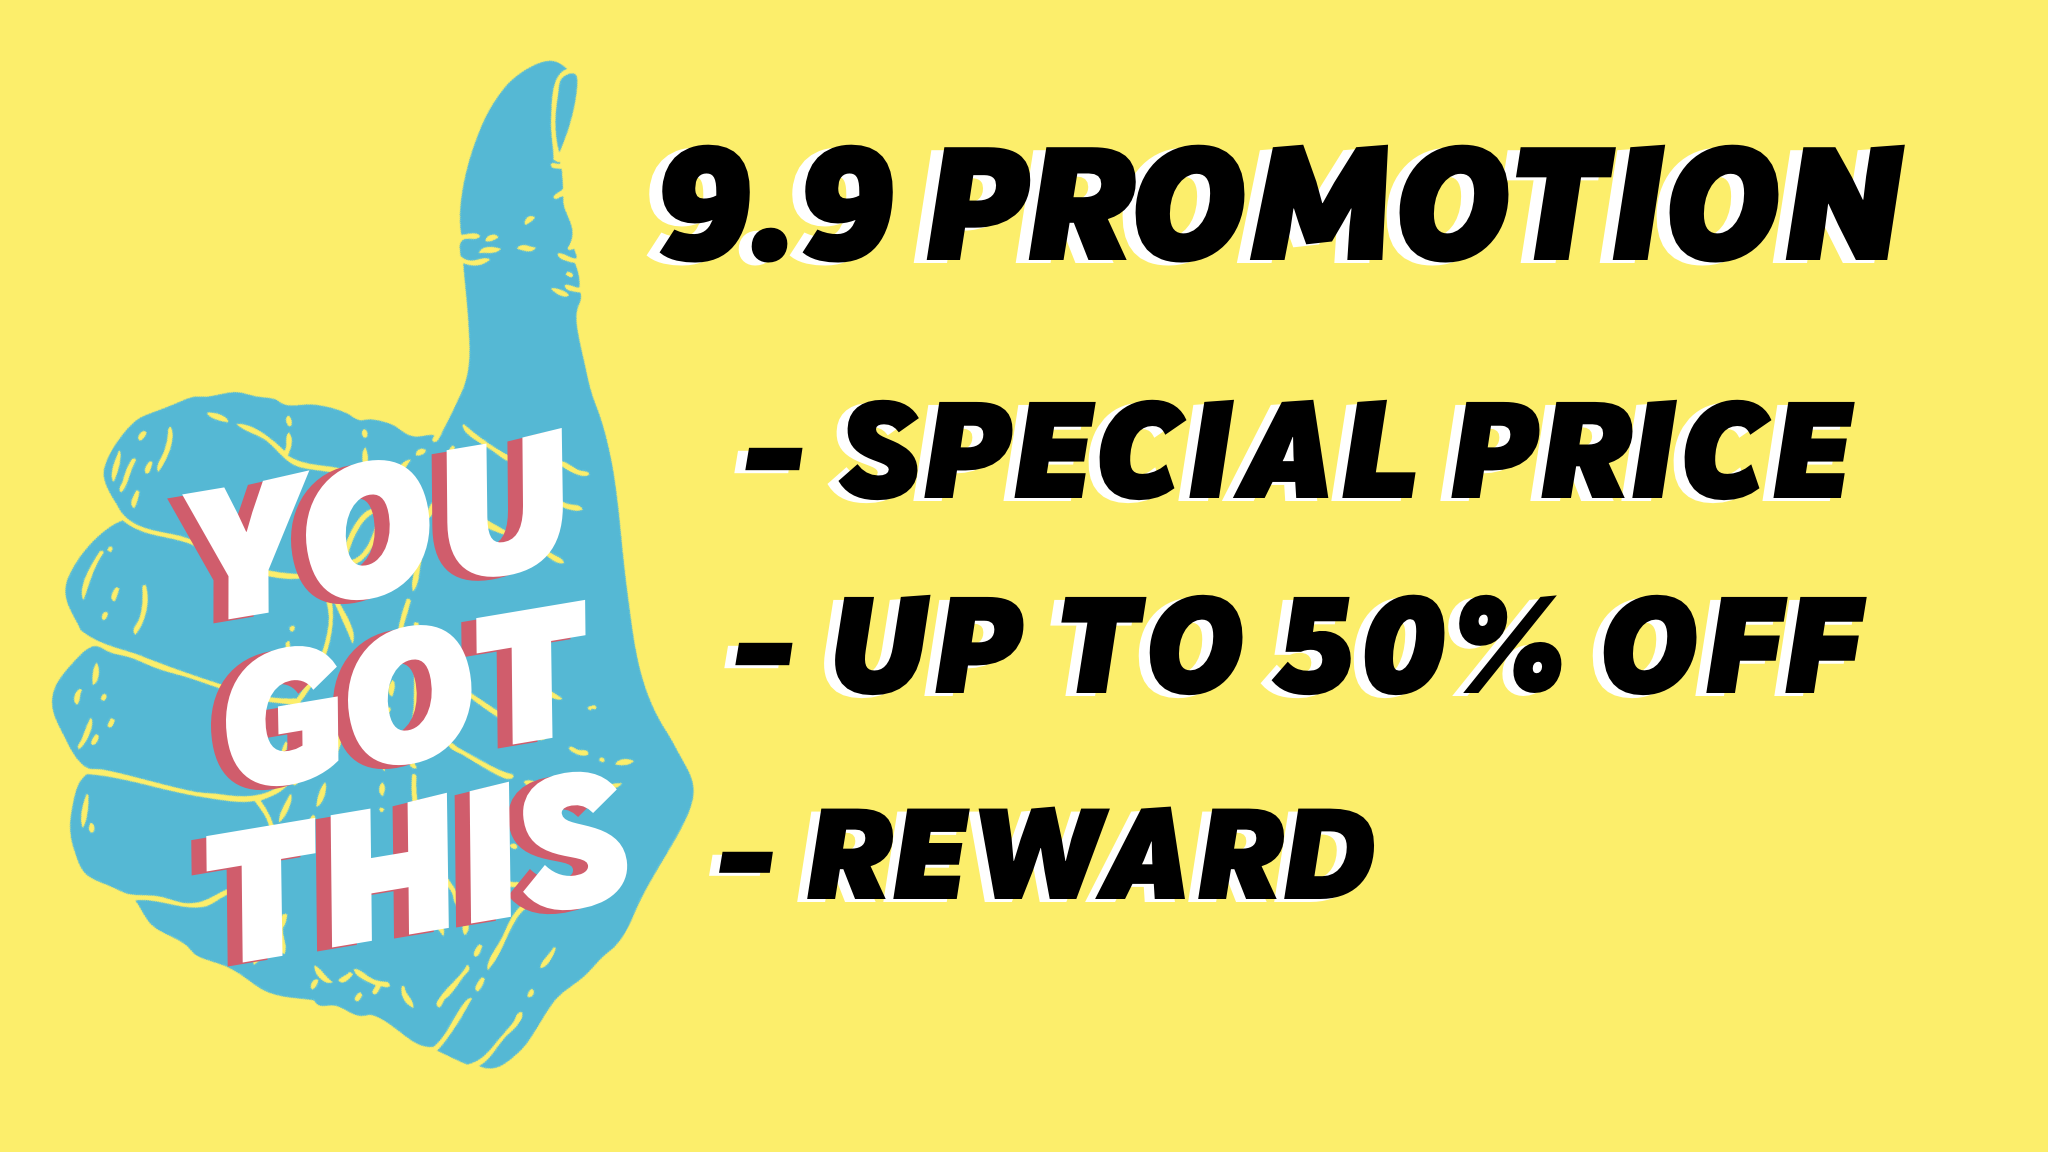 YOU
GOT
THIS
9.9 PROMOTION
- SPECIAL PRICE
- UP TO 50% OFF
- REWARD